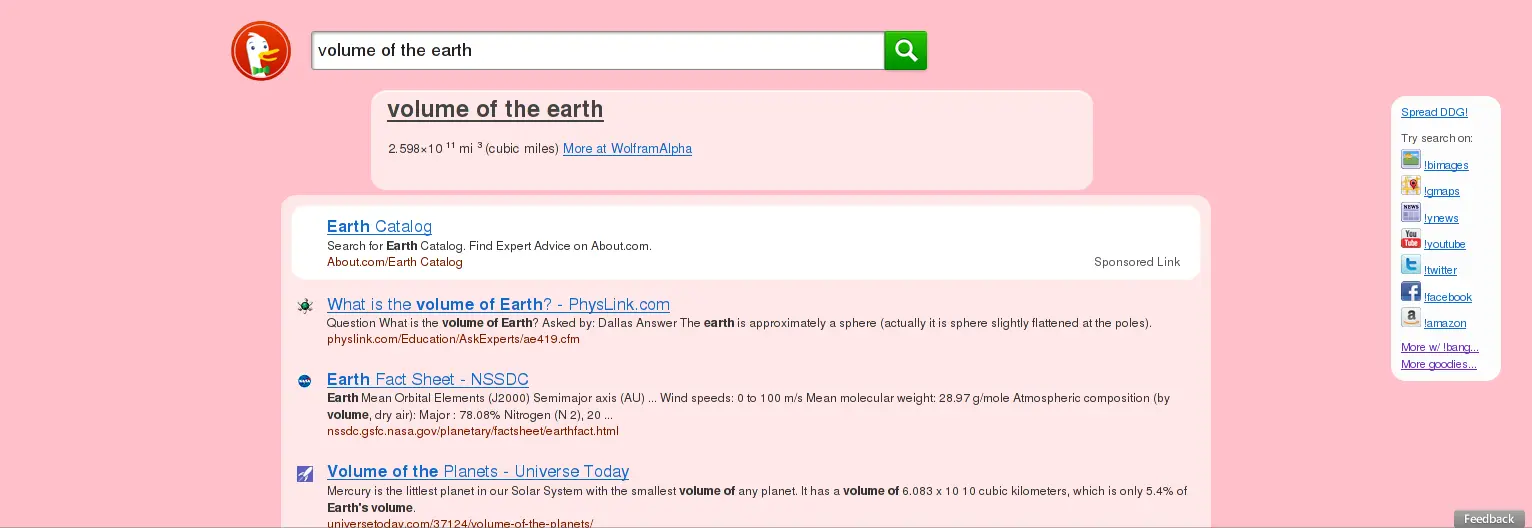 volume of the earth
volume of the earth
2.598×10 11 mi 3 (cubic miles) More at WolframAlpha
Earth Catalog
Search for Earth Catalog. Find Expert Advice on About.com.
About.com/Earth Catalog
Sponsored Link
What is the volume of Earth? - PhysLink.com
Question What is the volume of Earth? Asked by: Dallas Answer The earth is approximately a sphere (actually it is sphere slightly flattened at the poles).
physlink.com/Education/AskExperts/ae419.cfm
Earth Fact Sheet - NSSDC
Earth Mean Orbital Elements (J2000) Semimajor axis (AU) ... Wind speeds: 0 to 100 m/s Mean molecular weight: 28.97 g/mole Atmospheric composition (by
volume, dry air): Major : 78.08% Nitrogen (N 2), 20 ...
nssdc.gsfc.nasa.gov/planetary/factsheet/earthfact.html
Volume of the Planets - Universe Today
Mercury is the littlest planet in our Solar System with the smallest volume of any planet. It has a volume of 6.083 x 10 10 cubic kilometers, which is only 5.4% of
Earth's volume.
universetoday.com/37124/volume-of-the-planets/
Spread DDG!
Try search on:
!bimages
!gmaps
NEWS
!ynews
You
Tube
!youtube
!twitter
!facebook
!amazon
More w/ !bang...
More goodies...
Feedback